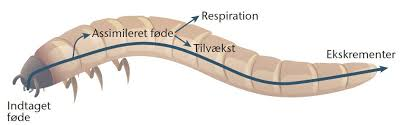 Respiration
Assimileret føde
Tilvækst
Ekskrementer
Indtaget
føde